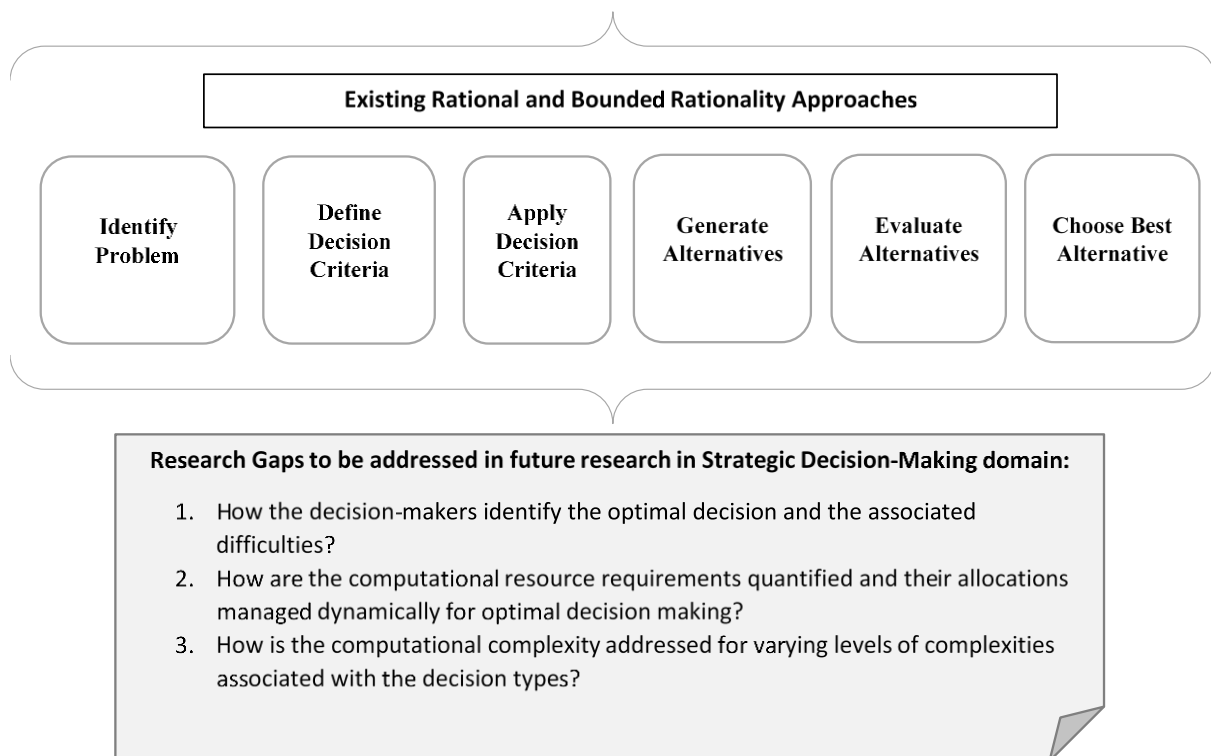 Existing Rational and Bounded Rationality Approaches
Identify
Problem
Define
Decision
Criteria
Apply
Decision
Criteria
Generate
Alternatives
Evaluate
Alternatives
Choose Best
Alternative
Research Gaps to be addressed in future research in Strategic Decision-Making domain:
1. How the decision-makers identify the optimal decision and the associated
difficulties?
2. How are the computational resource requirements quantified and their allocations
managed dynamically for optimal decision making?
3. How is the computational complexity addressed for varying levels of complexities
associated with the decision types?